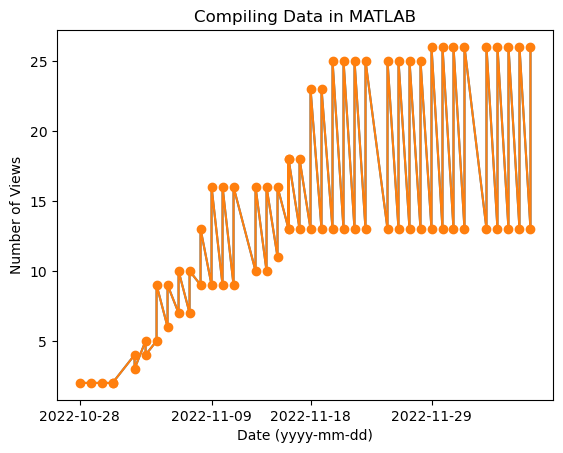 Compiling Data in MATLAB
Number of Views
25
20
15
10
5
2022-10-28 2022-11-09 2022-11-18 2022-11-29
Date (yyyy-mm-dd)